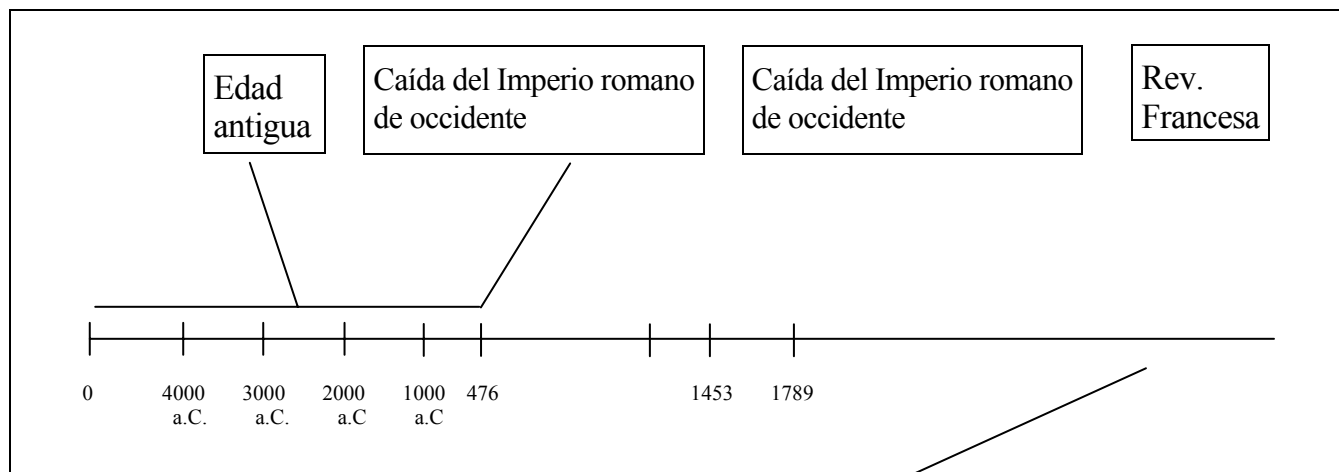 Edad
antigua
Caída del Imperio romano
de occidente
Caída del Imperio romano
de occidente
Rev.
Francesa
0
4000
a.C.
3000
a.C.
2000
a.C
1000
a.C
476
1453
1789